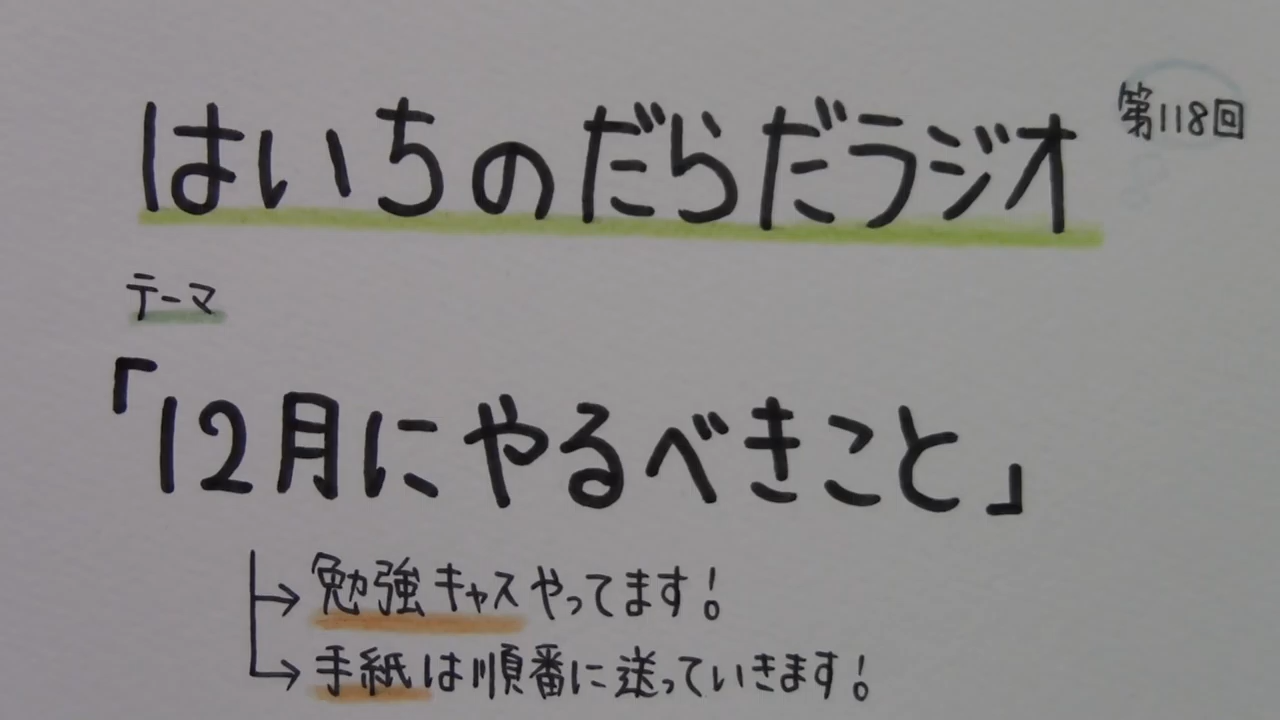 はいちのだらだラジオ 第118回
テーマ
「12月にやるべきこと」
→勉強キャスやってます!
→手紙は順番に送っていきます!